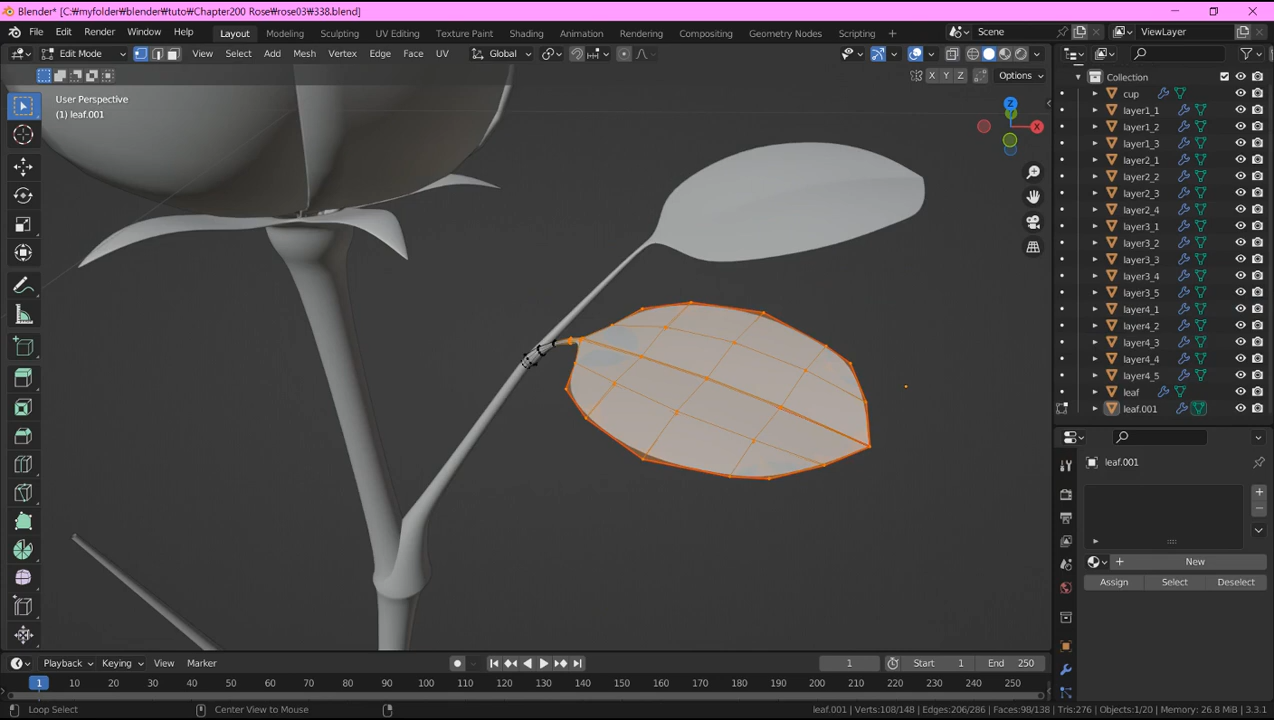 Blender* [C:₩myfolder₩blender₩tuto₩Chapter200 Rose₩rose03₩338.blend]
File Edit Render Window Help Layout Modeling Sculpting UV Editing Texture Paint Shading Animation Rendering Compositing Geometry Nodes Scripting Scene ViewLayer
Edit Mode View Select Add Mesh Vertex Edge Face UV Global
X Y Z Options
User Perspective
(1) leaf.001
Z
X
Collection
cup
layer1_1
layer1_2
layer1_3
layer2_1
layer2_2
layer2_3
layer2_4
layer3_1
layer3_2
layer3_3
layer3_4
layer3_5
layer4_1
layer4_2
layer4_3
layer4_4
layer4_5
leaf
leaf.001
leaf.001
New
Assign Select Deselect
Playback Keying View Marker 1 Start 1 End 250
1 10 20 30 40 50 60 70 80 90 100 110 120 130 140 150 160 170 180 190 200 210 220 230 240 250
Loop Select Center View to Mouse leaf.001 | Verts:108/148 | Edges:206/286 | Faces:98/138 | Tris:276 | Objects:1/20 | Memory: 26.8 MiB | 3.3.1